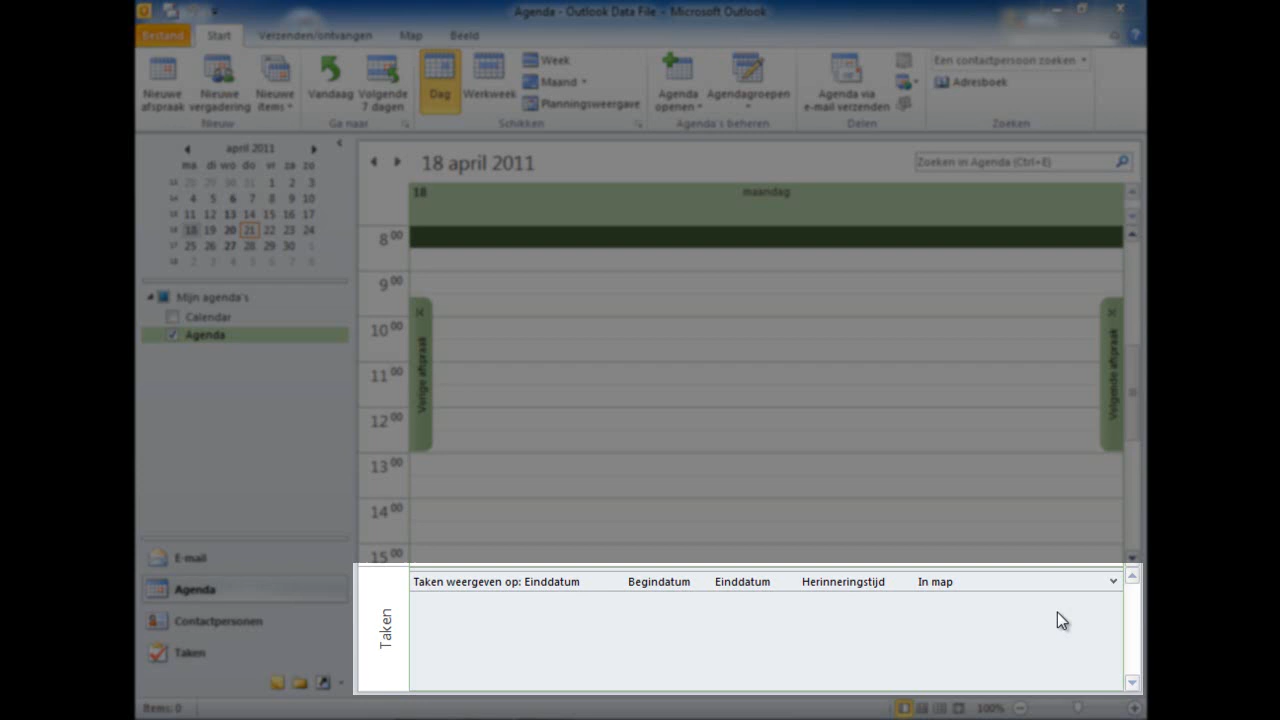 Agenda - Outlook Data File - Microsoft Outlook
Bestand Start Verzenden/ontvangen Map Beeld
Nieuwe afspraak
Nieuwe vergadering
Nieuwe items
Nieuw
Vandaag
Volgende 7 dagen
Ga naar
Dag
Werkweek
Week
Maand
Planningsweergave
Schikken
Agenda openen
Agendagroepen
Agenda's beheren
Agenda via e-mail verzenden
Delen
Een contactpersoon zoeken
Adresboek
Zoeken
april 2011
ma di wo do vr za zo
13 28 29 30 31 1 2 3
14 4 5 6 7 8 9 10
15 11 12 13 14 15 16 17
16 18 19 20 21 22 23 24
17 25 26 27 28 29 30 1
18 2 3 4 5 6 7 8
Mijn agenda's
Calendar
Agenda
E-mail
Agenda
Contactpersonen
Taken
18 april 2011
Zoeken in Agenda (Ctrl+E)
18 maandag
8 00
9 00
10 00
11 00
12 00
13 00
14 00
15 00
Vorige afspraak
Volgende afspraak
Taken
Taken weergeven op: Einddatum Begindatum Einddatum Herinneringstijd In map
Items: 0
100%